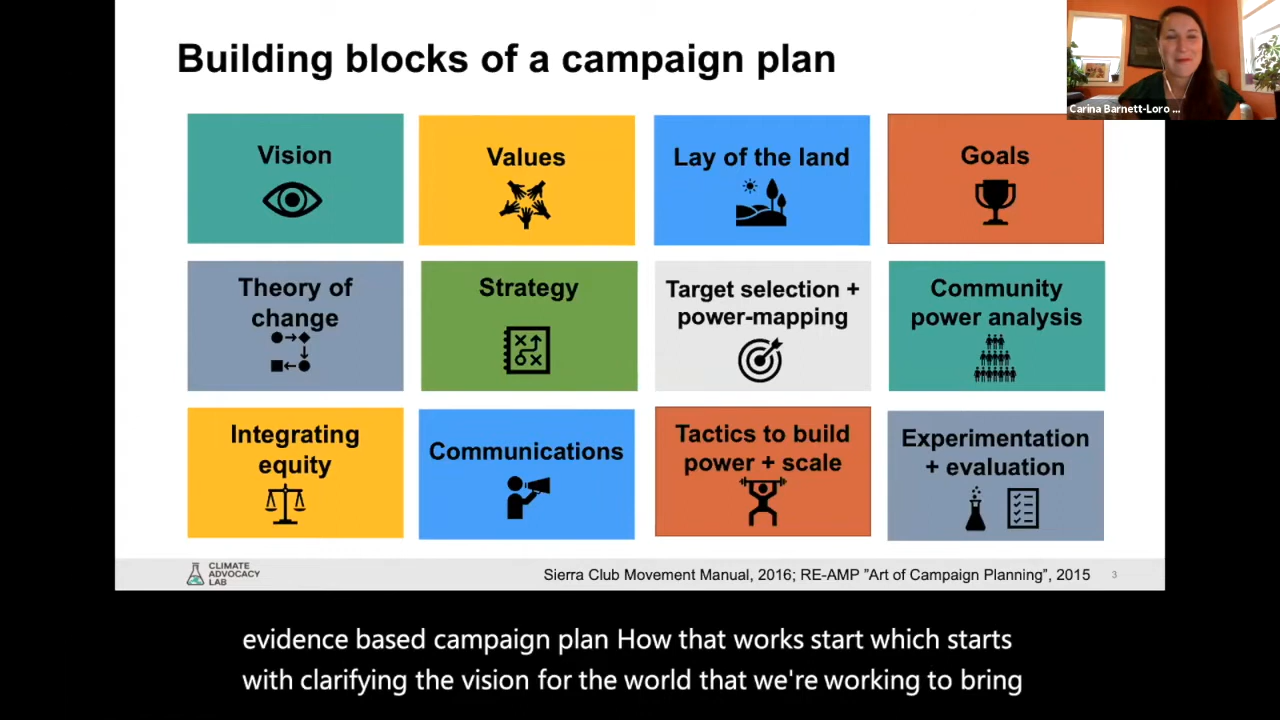 Building blocks of a campaign plan
Carina Barnett-Loro ...
Vision
Values
Lay of the land
Goals
Theory of
change
Strategy
Target selection +
power-mapping
Community
power analysis
Integrating
equity
Communications
Tactics to build
power + scale
Experimentation
+ evaluation
CLIMATE
ADVOCACY
LAB
Sierra Club Movement Manual, 2016; RE-AMP ”Art of Campaign Planning”, 2015
3
evidence based campaign plan How that works start which starts
with clarifying the vision for the world that we're working to bring